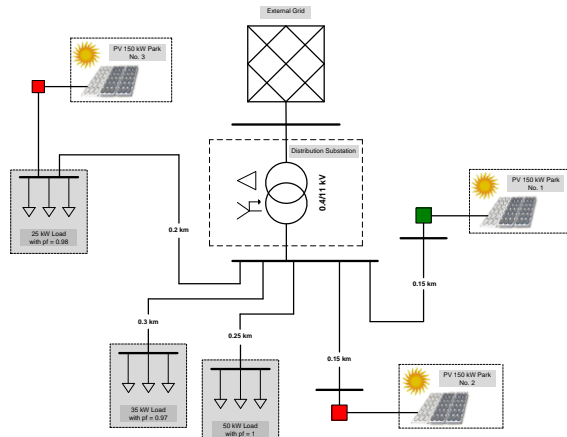 External Grid
PV 150 kW Park
No. 3
Distribution Substation
0.4/11 kV
PV 150 kW Park
No. 1
25 kW Load
with pf = 0.98
0.2 km
0.15 km
0.3 km
0.25 km
0.15 km
35 kW Load
with pf = 0.97
50 kW Load
with pf = 1
PV 150 kW Park
No. 2